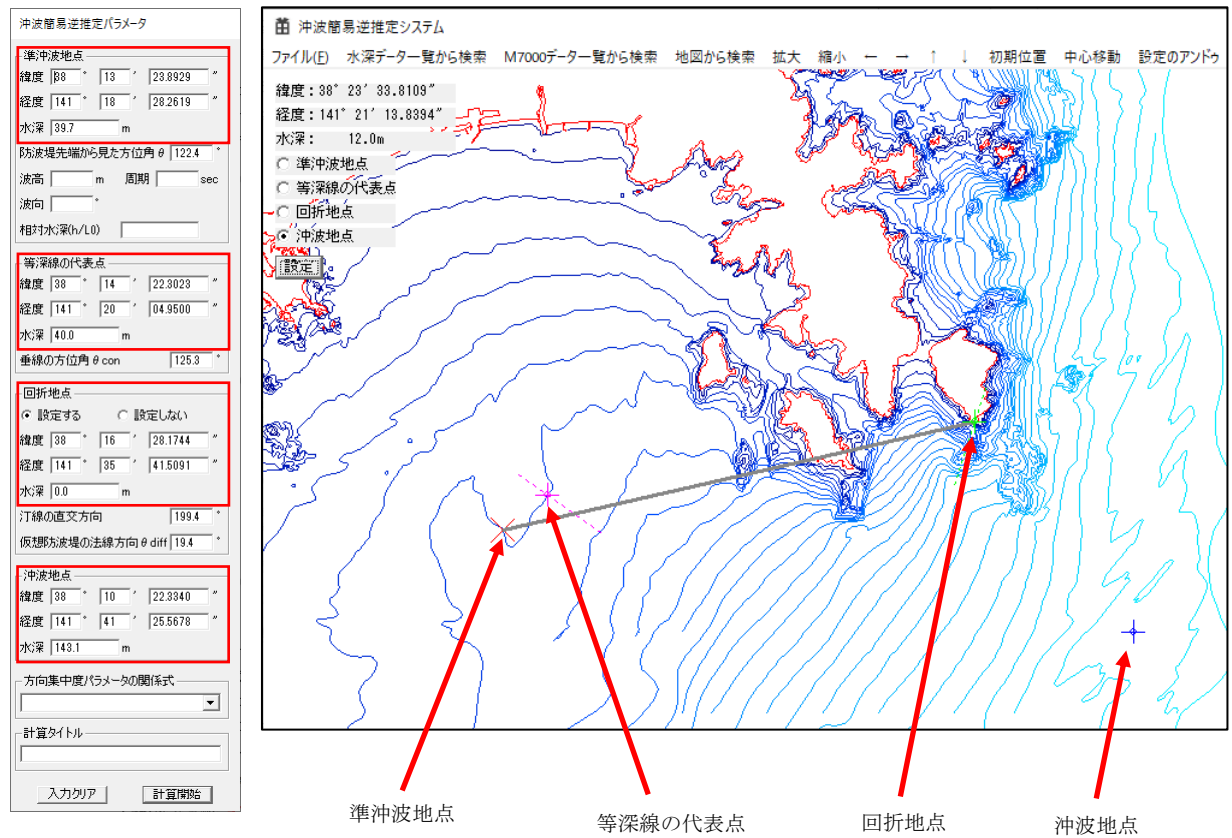 沖波簡易逆推定パラメータ
準沖波地点
緯度 38 ° 13 ′ 23.8929 ″
経度 141 ° 18 ′ 28.2619 ″
水深 39.7 m
防波堤先端から見た方位角θ 122.4 °
波高 m 周期 sec
波向 °
相対水深(h/L0)
等深線の代表点
緯度 38 ° 14 ′ 22.3023 ″
経度 141 ° 20 ′ 04.9500 ″
水深 40.0 m
垂線の方位角θcon 125.3 °
回折地点
設定する 設定しない
緯度 38 ° 16 ′ 28.1744 ″
経度 141 ° 35 ′ 41.5091 ″
水深 0.0 m
汀線の直交方向 199.4 °
仮想防波堤の法線方向θdiff 19.4 °
沖波地点
緯度 38 ° 10 ′ 22.3340 ″
経度 141 ° 41 ′ 25.5678 ″
水深 143.1 m
方向集中度パラメータの関係式
計算タイトル
入力クリア 計算開始
沖波簡易逆推定システム
ファイル(F) 水深データ一覧から検索 M7000データ一覧から検索 地図から検索 拡大 縮小 ← → ↑ ↓ 初期位置 中心移動 設定のアンドゥ
緯度：38° 23′ 33.8109″
経度：141° 21′ 13.8394″
水深： 12.0m
準沖波地点
等深線の代表点
回折地点
沖波地点
設定
準沖波地点
等深線の代表点
回折地点
沖波地点